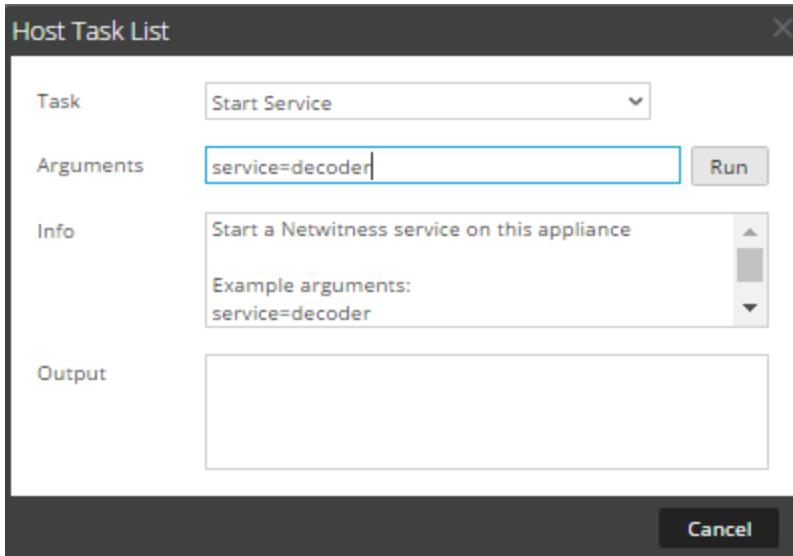 Host Task List
Task
Start Service
Arguments
service=decoder
Run
Info
Start a Netwitness service on this appliance
Example arguments:
service=decoder
Output
Cancel